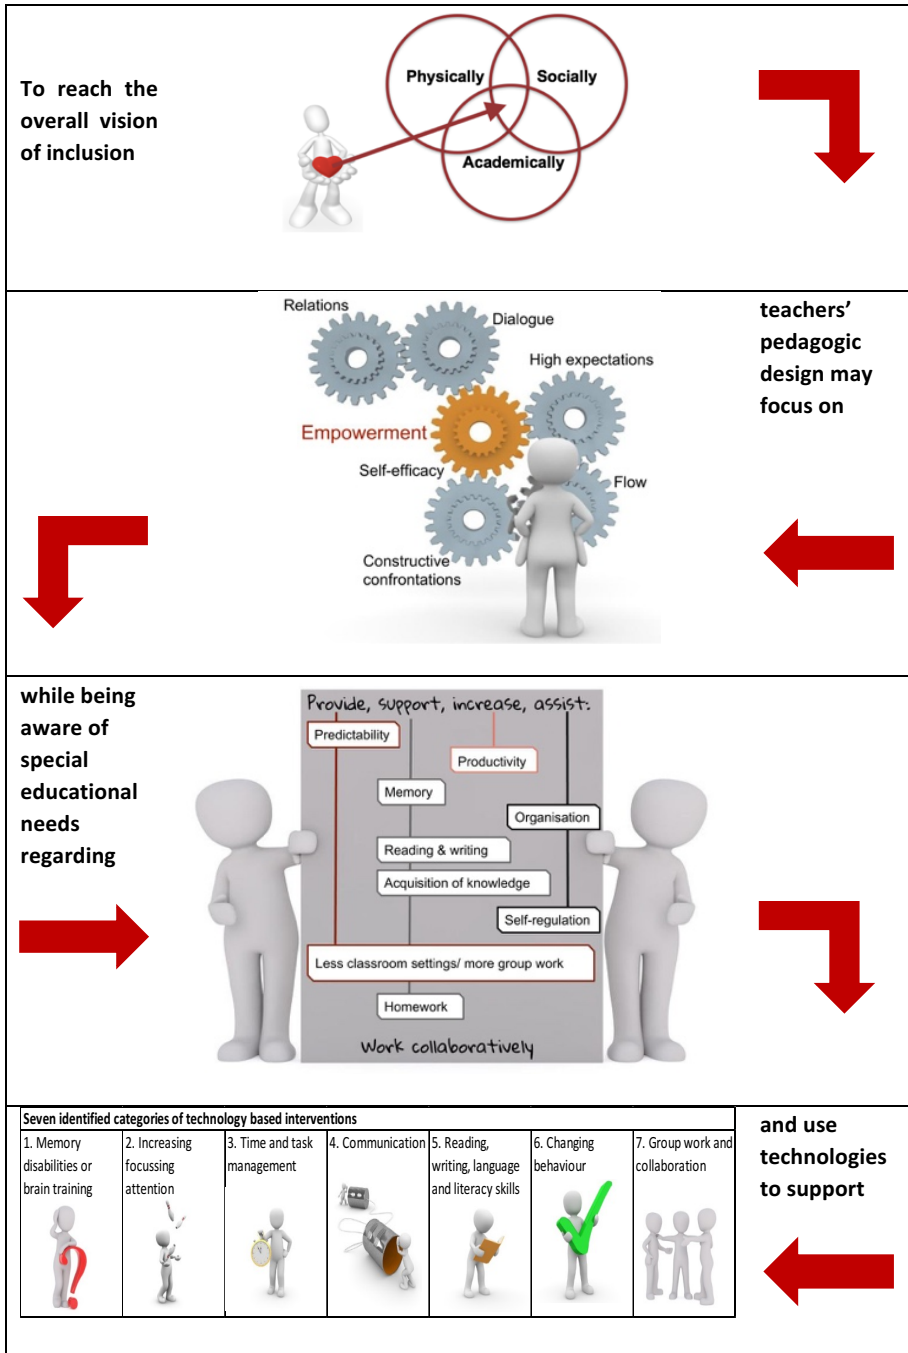 To reach the
overall vision
of inclusion
Physically
Socially
Academically
teachers’
pedagogic
design may
focus on
Relations
Dialogue
High expectations
Empowerment
Self-efficacy
Flow
Constructive
confrontations
while being
aware of
special
educational
needs
regarding
Provide, support, increase, assist:
Predictability
Productivity
Memory
Organisation
Reading & writing
Acquisition of knowledge
Self-regulation
Less classroom settings/ more group work
Homework
Work collaboratively
and use
technologies
to support
Seven identified categories of technology based interventions
1. Memory
disabilities or
brain training
2. Increasing
focussing
attention
3. Time and task
management
4. Communication
5. Reading,
writing, language
and literacy skills
6. Changing
behaviour
7. Group work and
collaboration